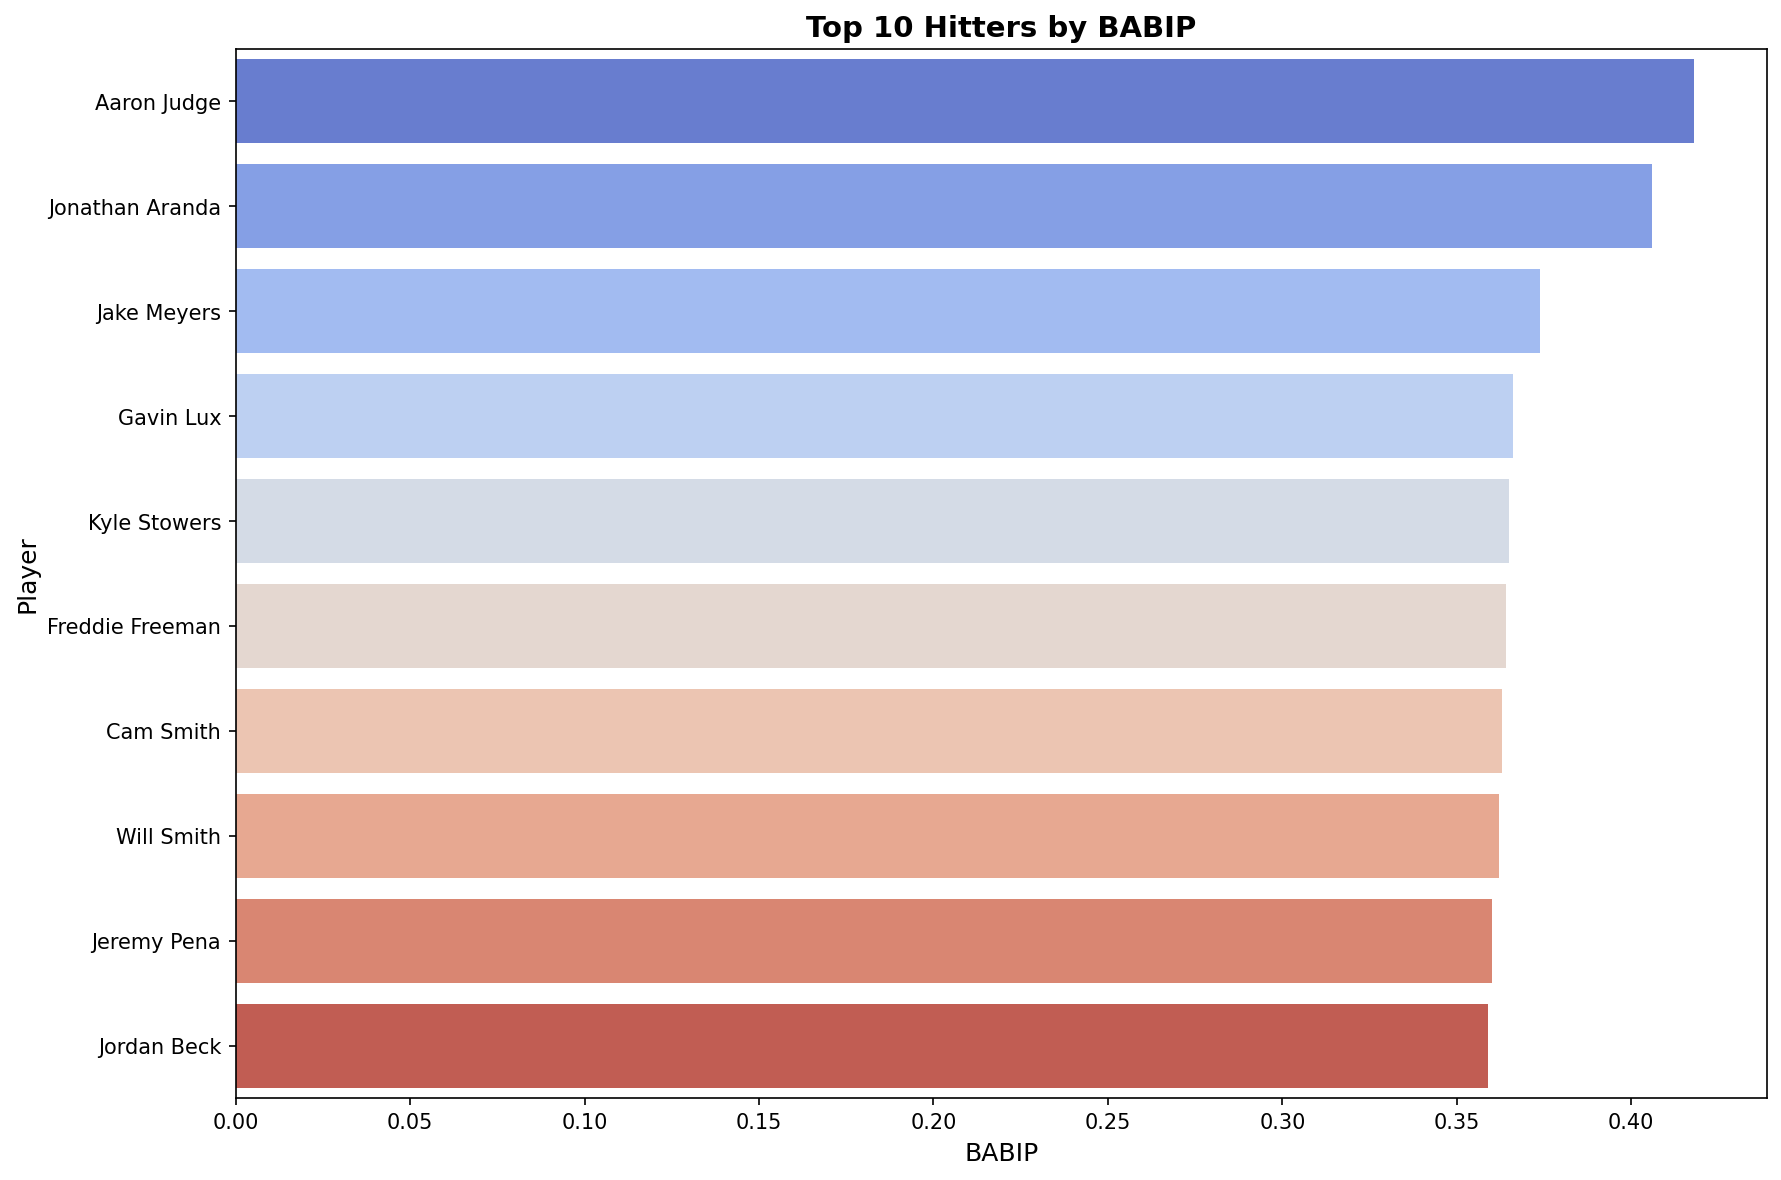 Top 10 Hitters by BABIP
Player
Aaron Judge
Jonathan Aranda
Jake Meyers
Gavin Lux
Kyle Stowers
Freddie Freeman
Cam Smith
Will Smith
Jeremy Pena
Jordan Beck
0.00 0.05 0.10 0.15 0.20 0.25 0.30 0.35 0.40
BABIP